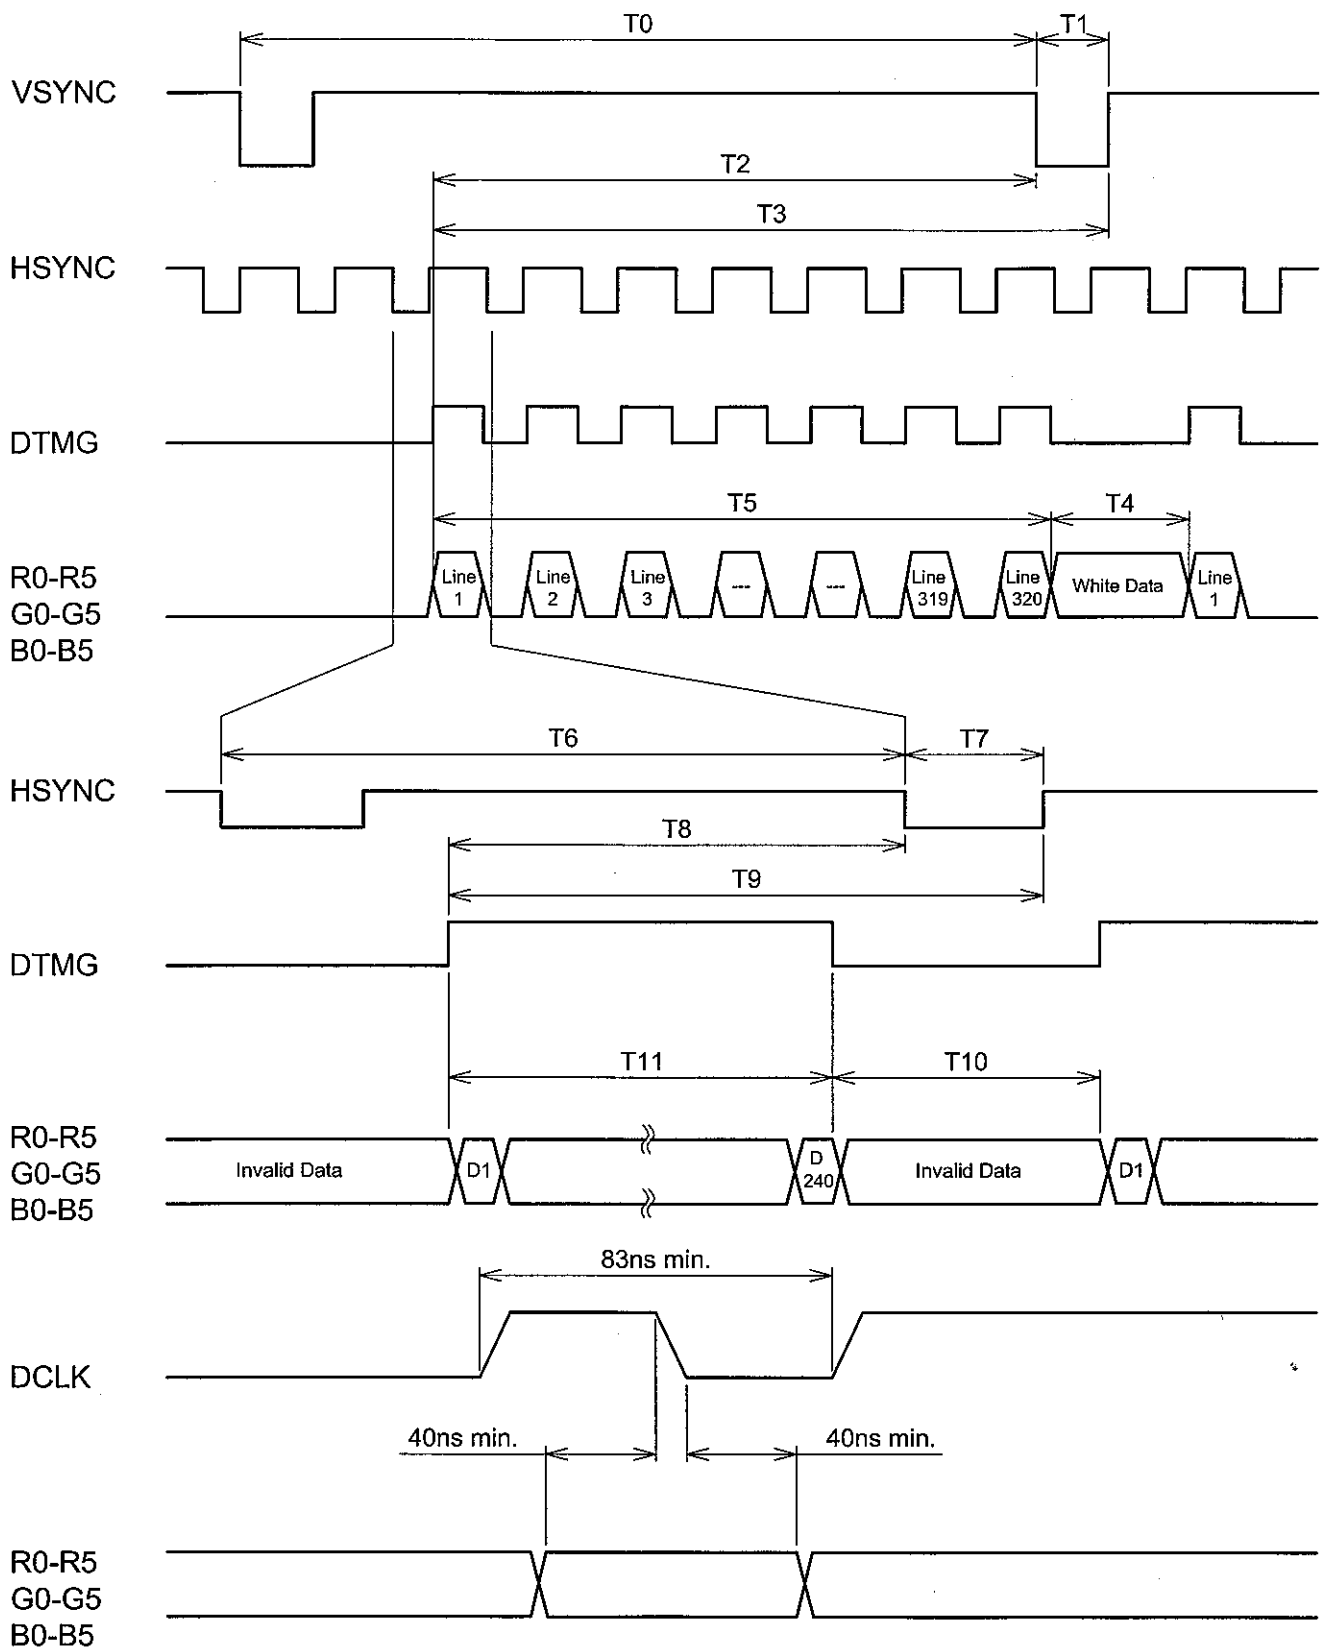 T0
T1
VSYNC
T2
T3
HSYNC
DTMG
T5
T4
R0-R5
G0-G5
B0-B5
Line
1
Line
2
Line
3
---
---
Line
319
Line
320
White Data
Line
1
T6
T7
HSYNC
T8
T9
DTMG
T11
T10
R0-R5
G0-G5
B0-B5
Invalid Data
D1
D
240
Invalid Data
D1
83ns min.
DCLK
40ns min.
40ns min.
R0-R5
G0-G5
B0-B5